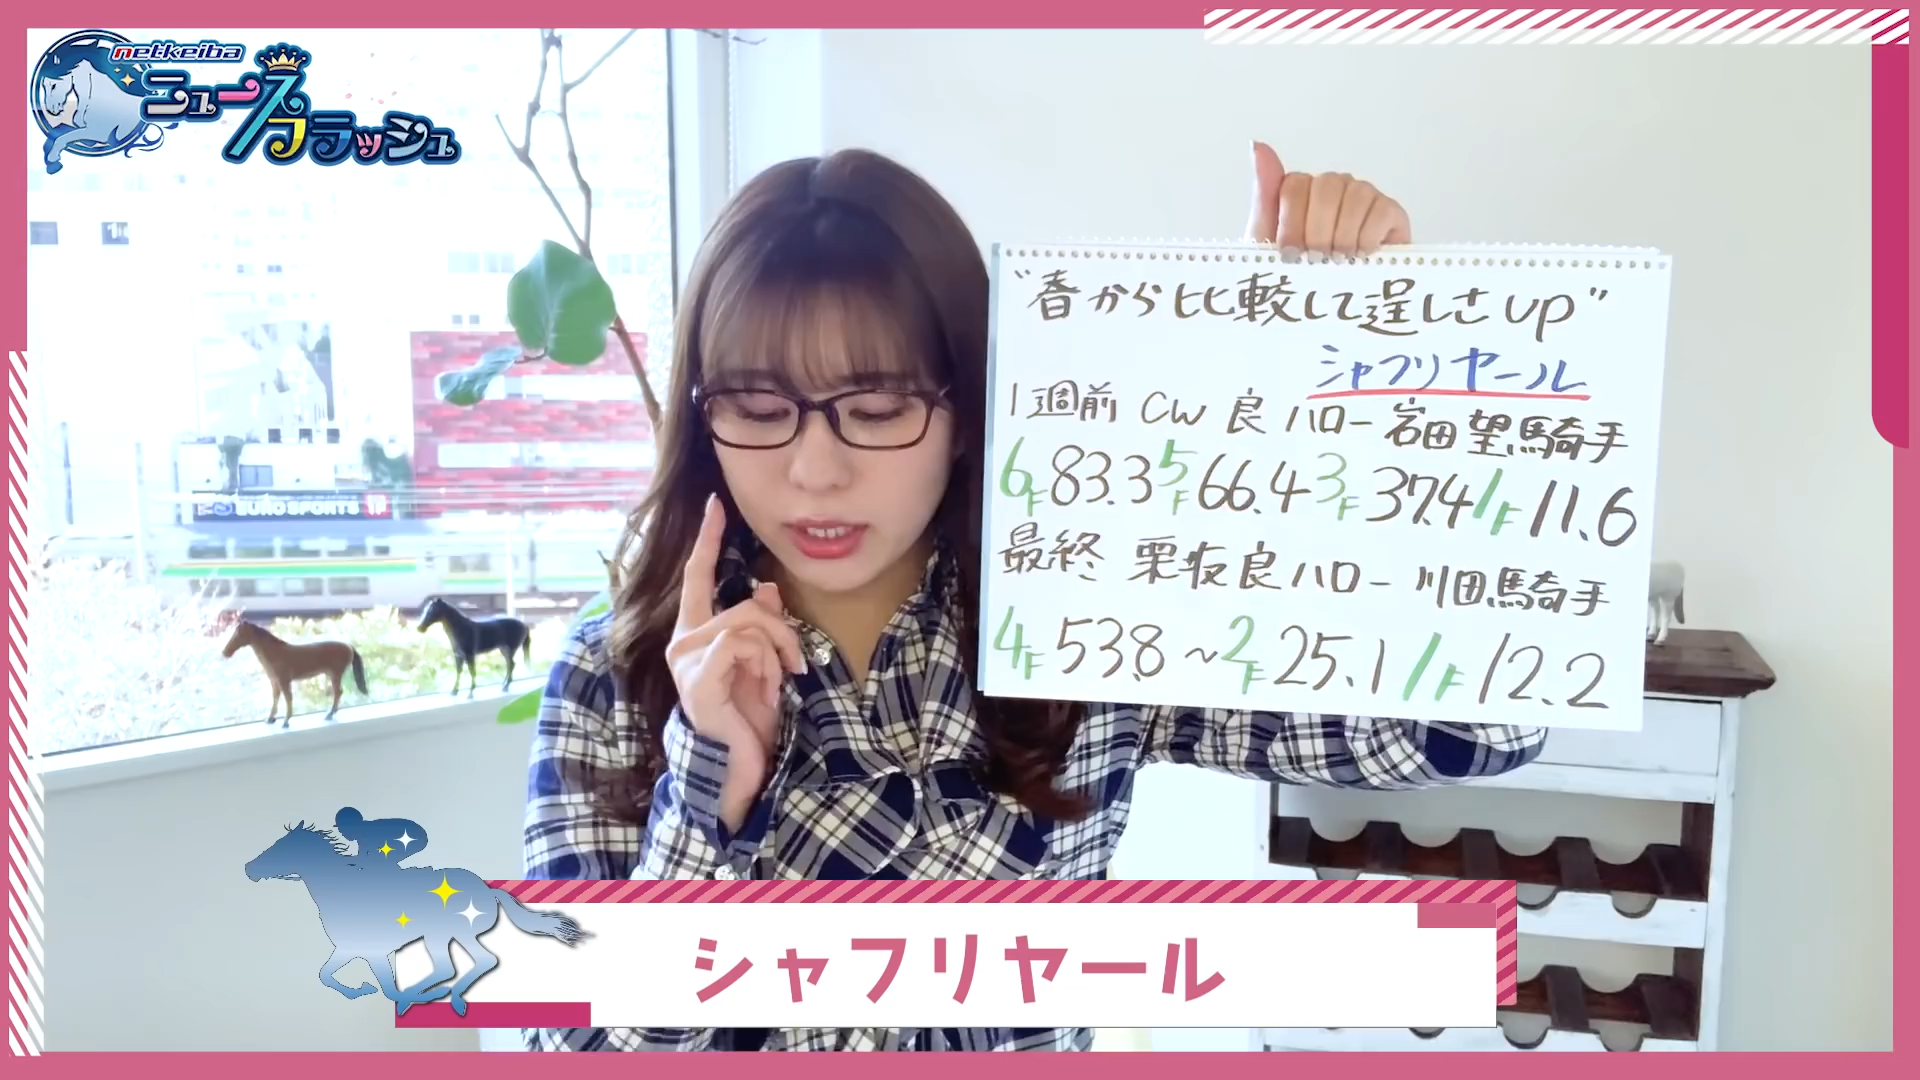 netkeiba
ニュース
フラッシュ
"春から比較して逞しさup"
シャフリヤール
1週前 CW 良 ハロー 岩田望騎手
6F 83.3 5F 66.4 3F 37.4 1F 11.6
最終 栗坂良ハロー 川田騎手
4F 53.8 ~ 2F 25.1 1F 12.2
EUROSPORTS 1F
シャフリヤール